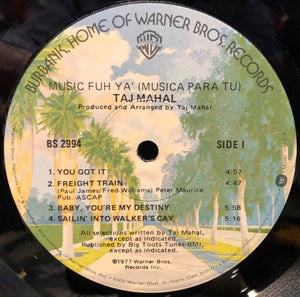 BURBANK, HOME OF WARNER BROS. RECORDS
MUSIC FUH YA' (MUSICA PARA TU)
TAJ MAHAL
Produced and Arranged by Taj Mahal
BS 2994
SIDE 1
1. YOU GOT IT 4:57
2. FREIGHT TRAIN 4:47
(Paul James/Fred Williams) Peter Maurice
Pub. ASCAP
3. BABY, YOU'RE MY DESTINY 5:58
4. SAILIN' INTO WALKER'S CAY 5:16
All selections written by Taj Mahal,
except as indicated.
Published by Big Toots Tunes-BMI,
except as indicated.
©1977 Warner Bros.
Records Inc.